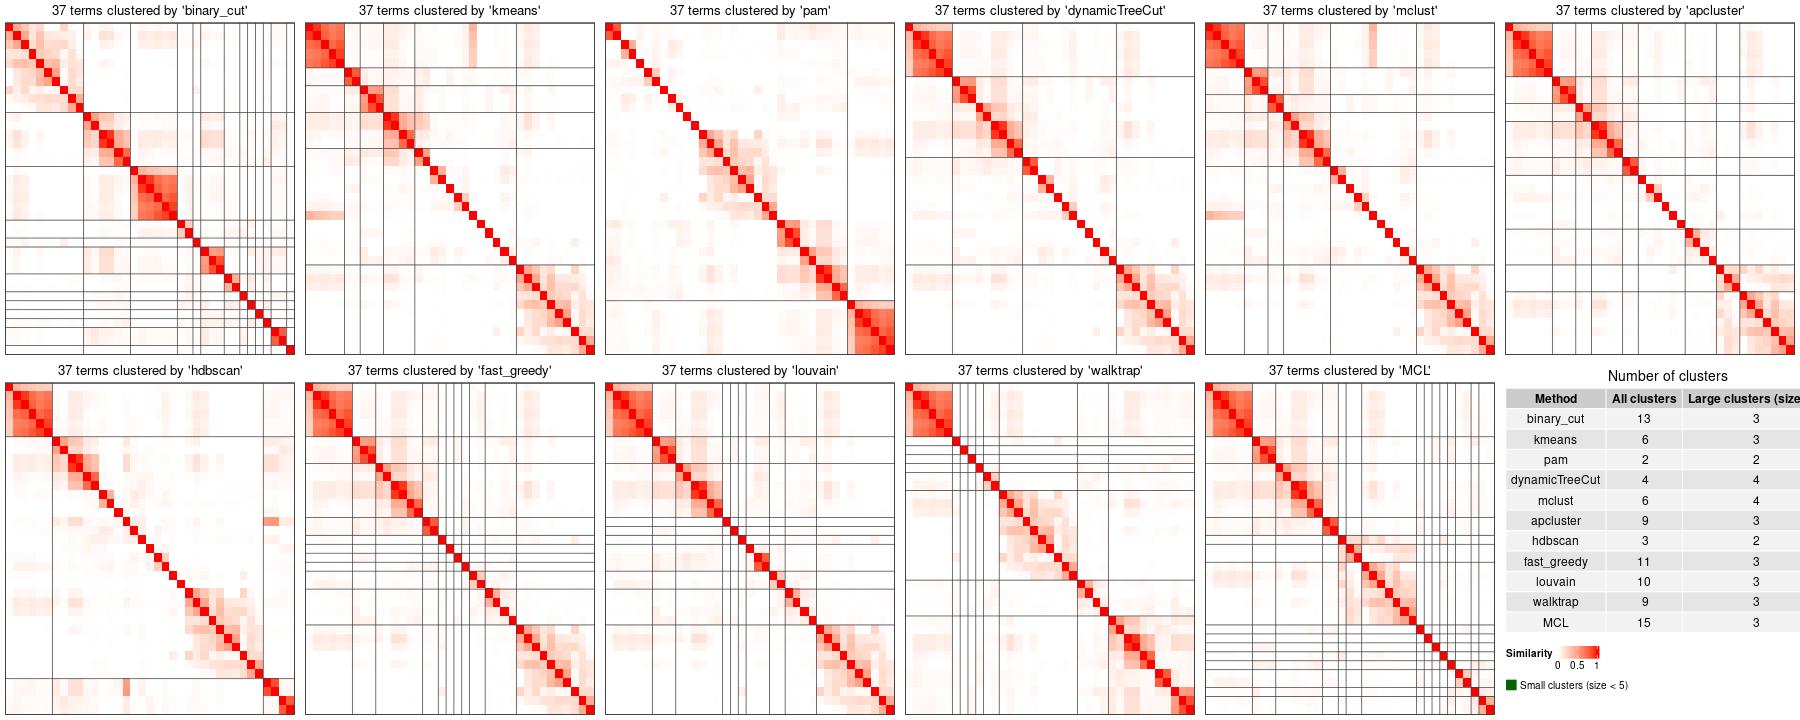 37 terms clustered by 'binary_cut'
37 terms clustered by 'kmeans'
37 terms clustered by 'pam'
37 terms clustered by 'dynamicTreeCut'
37 terms clustered by 'mclust'
37 terms clustered by 'apcluster'
37 terms clustered by 'hdbscan'
37 terms clustered by 'fast_greedy'
37 terms clustered by 'louvain'
37 terms clustered by 'walktrap'
37 terms clustered by 'MCL'
Number of clusters
Method All clusters Large clusters (size
binary_cut 13 3
kmeans 6 3
pam 2 2
dynamicTreeCut 4 4
mclust 6 4
apcluster 9 3
hdbscan 3 2
fast_greedy 11 3
louvain 10 3
walktrap 9 3
MCL 15 3
Similarity
0 0.5 1
Small clusters (size < 5)